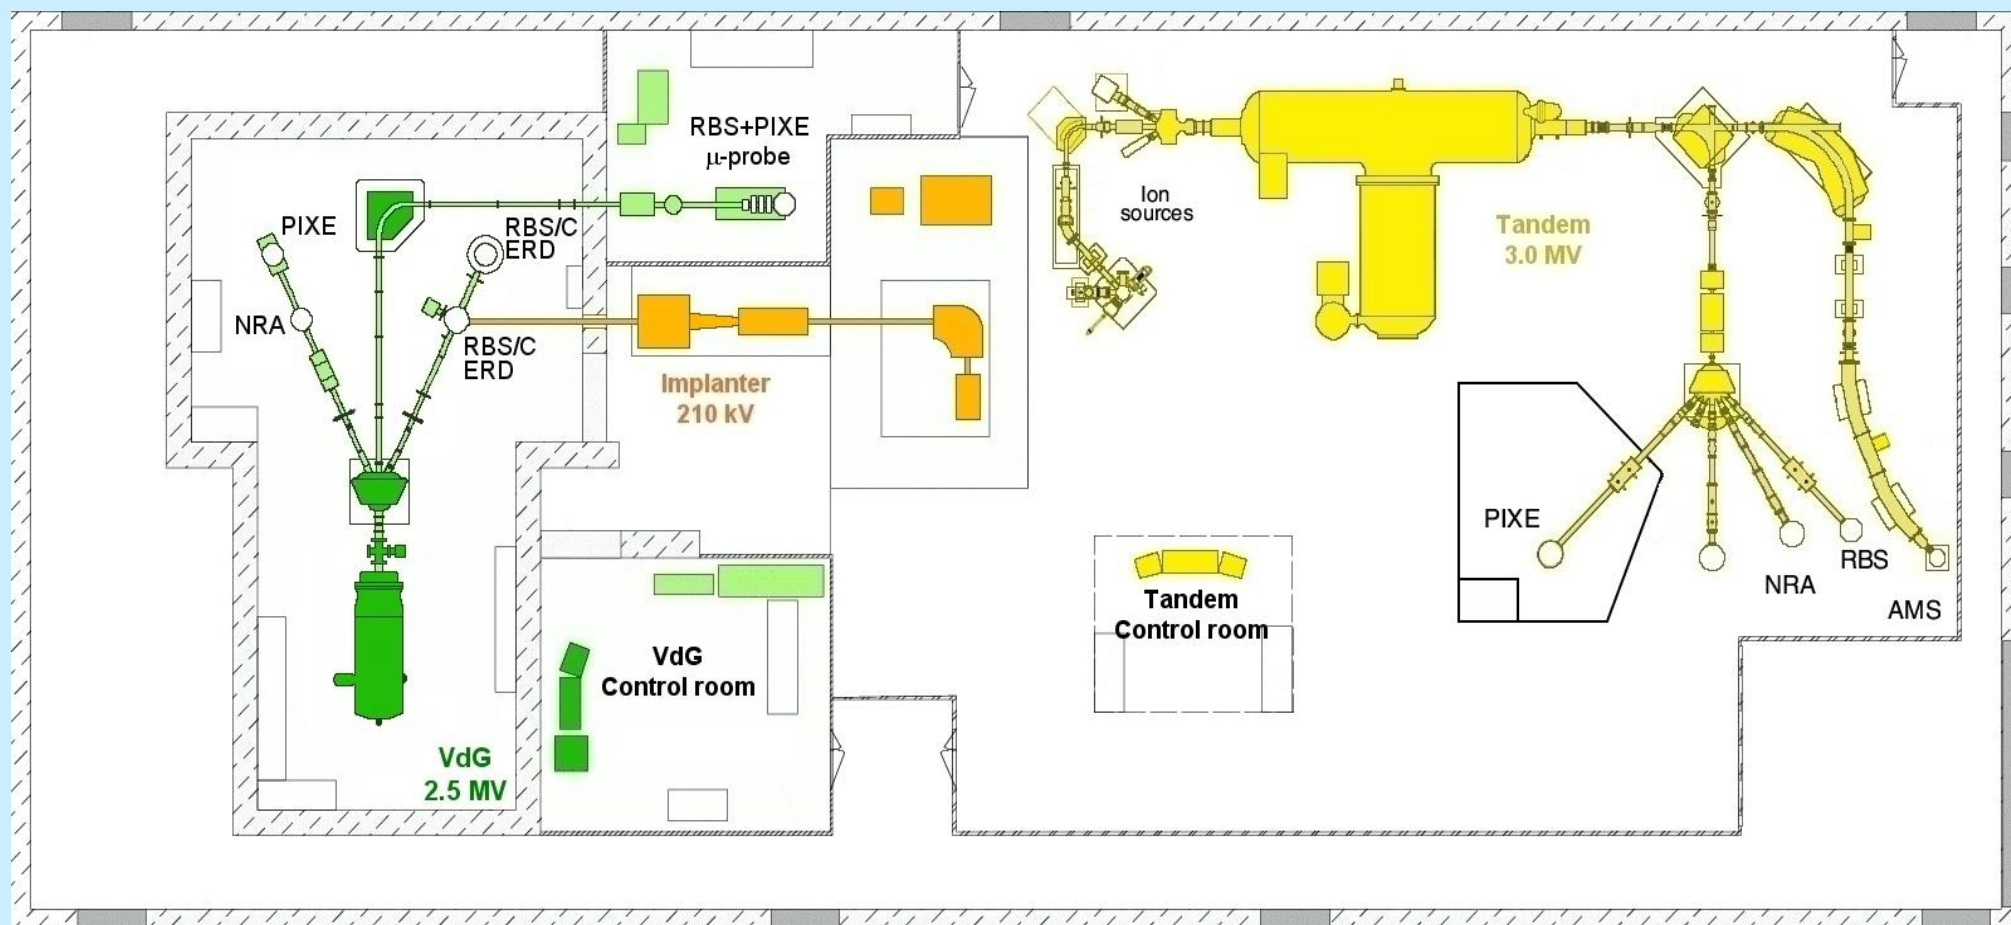 RBS+PIXE
μ-probe
PIXE
RBS/C
ERD
NRA
RBS/C
ERD
Implanter
210 kV
Ion
sources
Tandem
3.0 MV
PIXE
RBS
NRA
AMS
Tandem
Control room
VdG
Control room
VdG
2.5 MV